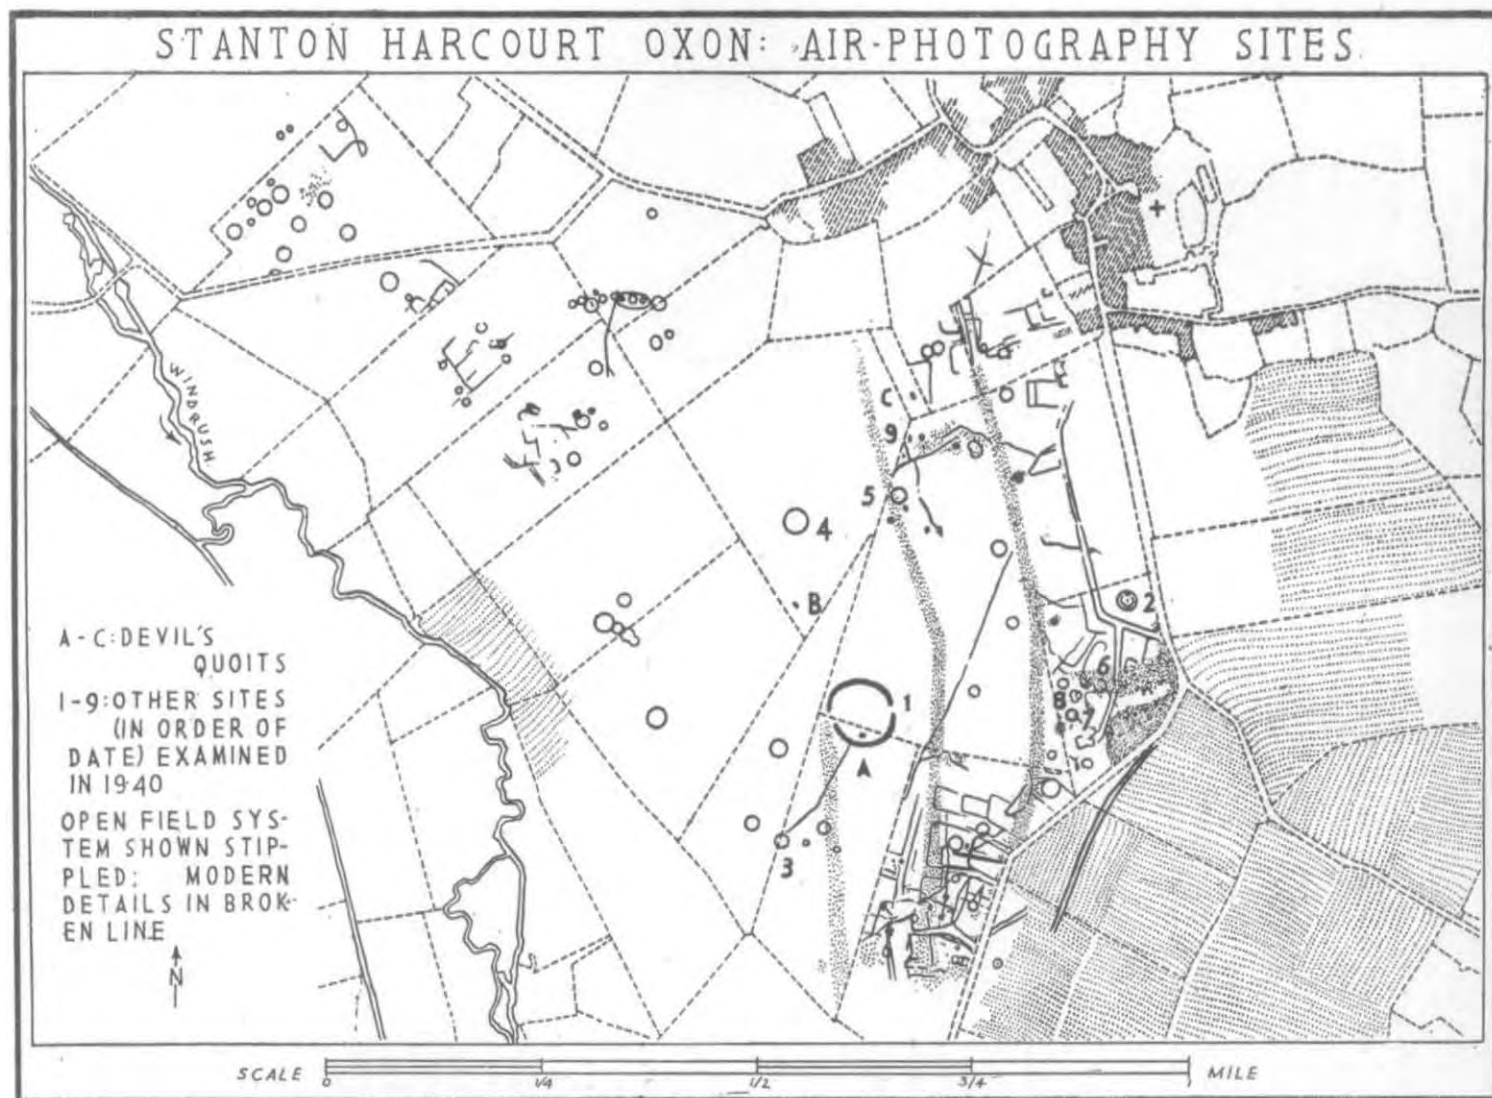 STANTON HARCOURT OXON: AIR-PHOTOGRAPHY SITES
WINDRUSH
C
9
5
4
B
2
6
8
7
1
A
3
A-C: DEVIL'S
QUOITS
1-9: OTHER SITES
(IN ORDER OF
DATE) EXAMINED
IN 1940
OPEN FIELD SYS-
TEM SHOWN STIP-
PLED: MODERN
DETAILS IN BROK-
EN LINE
N
SCALE
0 1/4 1/2 3/4 1
MILE